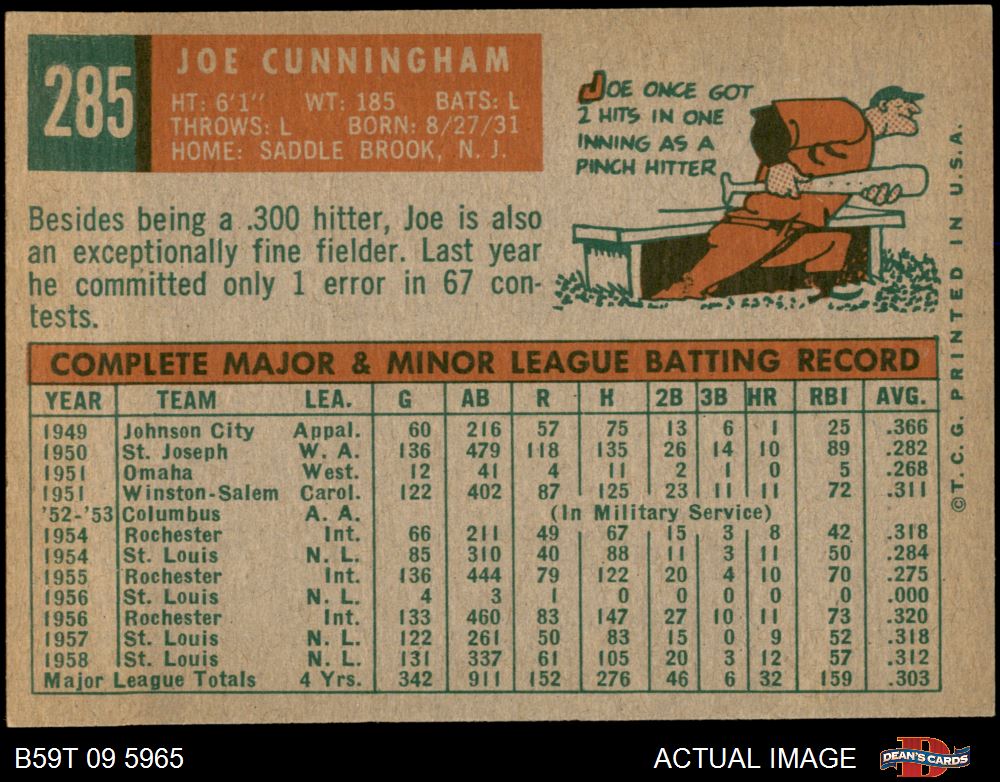 285
JOE CUNNINGHAM
HT: 6'1" WT: 185 BATS: L
THROWS: L BORN: 8/27/31
HOME: SADDLE BROOK, N. J.
JOE ONCE GOT
2 HITS IN ONE
INNING AS A
PINCH HITTER
Besides being a .300 hitter, Joe is also
an exceptionally fine fielder. Last year
he committed only 1 error in 67 con-
tests.
COMPLETE MAJOR & MINOR LEAGUE BATTING RECORD
YEAR TEAM LEA. G AB R H 2B 3B HR RBI AVG.
1949 Johnson City Appal. 60 216 57 75 13 6 1 25 .366
1950 St. Joseph W. A. 136 479 118 135 26 14 10 89 .282
1951 Omaha West. 12 41 4 11 2 1 0 5 .268
1951 Winston-Salem Carol. 122 402 87 125 23 11 11 72 .311
'52-'53 Columbus A. A. (In Military Service)
1954 Rochester Int. 66 211 49 67 15 3 8 42 .318
1954 St. Louis N. L. 85 310 40 88 11 3 11 50 .284
1955 Rochester Int. 136 444 79 122 20 4 10 70 .275
1956 St. Louis N. L. 4 3 1 0 0 0 0 0 .000
1956 Rochester Int. 133 460 83 147 27 10 11 73 .320
1957 St. Louis N. L. 122 261 50 83 15 0 9 52 .318
1958 St. Louis N. L. 131 337 61 105 20 3 12 57 .312
Major League Totals 4 Yrs. 342 911 152 276 46 6 32 159 .303
©T. C. G. PRINTED IN U.S.A.
B59T 09 5965
ACTUAL IMAGE
D
DEAN'S CARDS